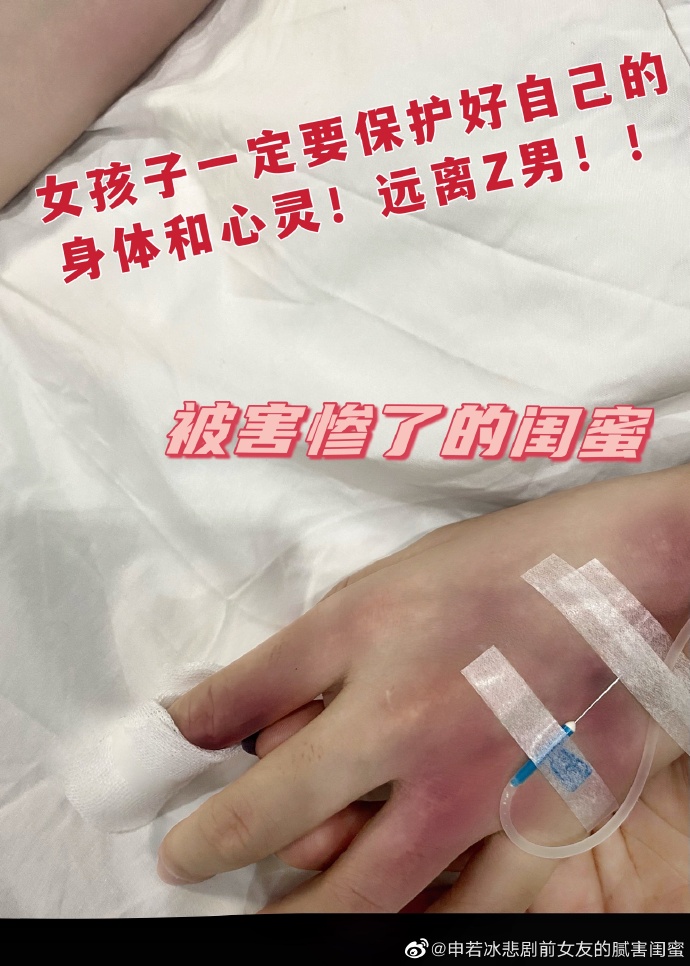 女孩子一定要保护好自己的
身体和心灵！远离Z男！！
被害惨了的闺蜜
@申若冰悲剧前女友的腻害闺蜜